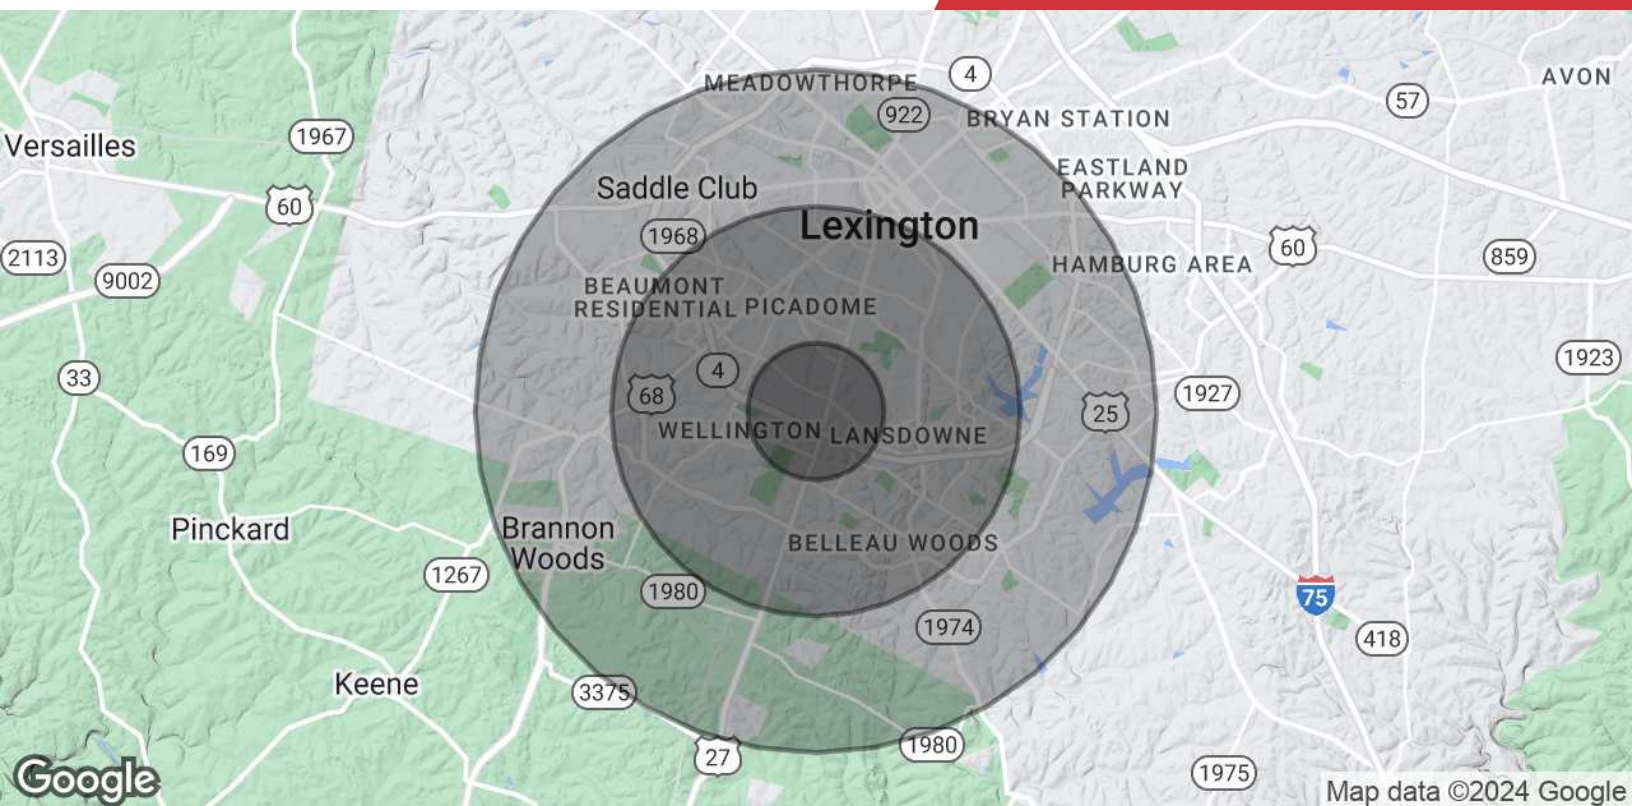 MEADOWTHORPE
4
AVON
57
922
BRYAN STATION
1967
Versailles
EASTLAND
PARKWAY
Saddle Club
60
Lexington
1968
60
859
2113
HAMBURG AREA
9002
BEAUMONT
RESIDENTIAL
PICADOME
1923
4
33
68
1927
25
WELLINGTON
LANSDOWNE
169
Pinckard
Brannon
Woods
BELLEAU WOODS
1267
1980
75
1974
418
Keene
3375
1980
27
1975
Google
Map data ©2024 Google